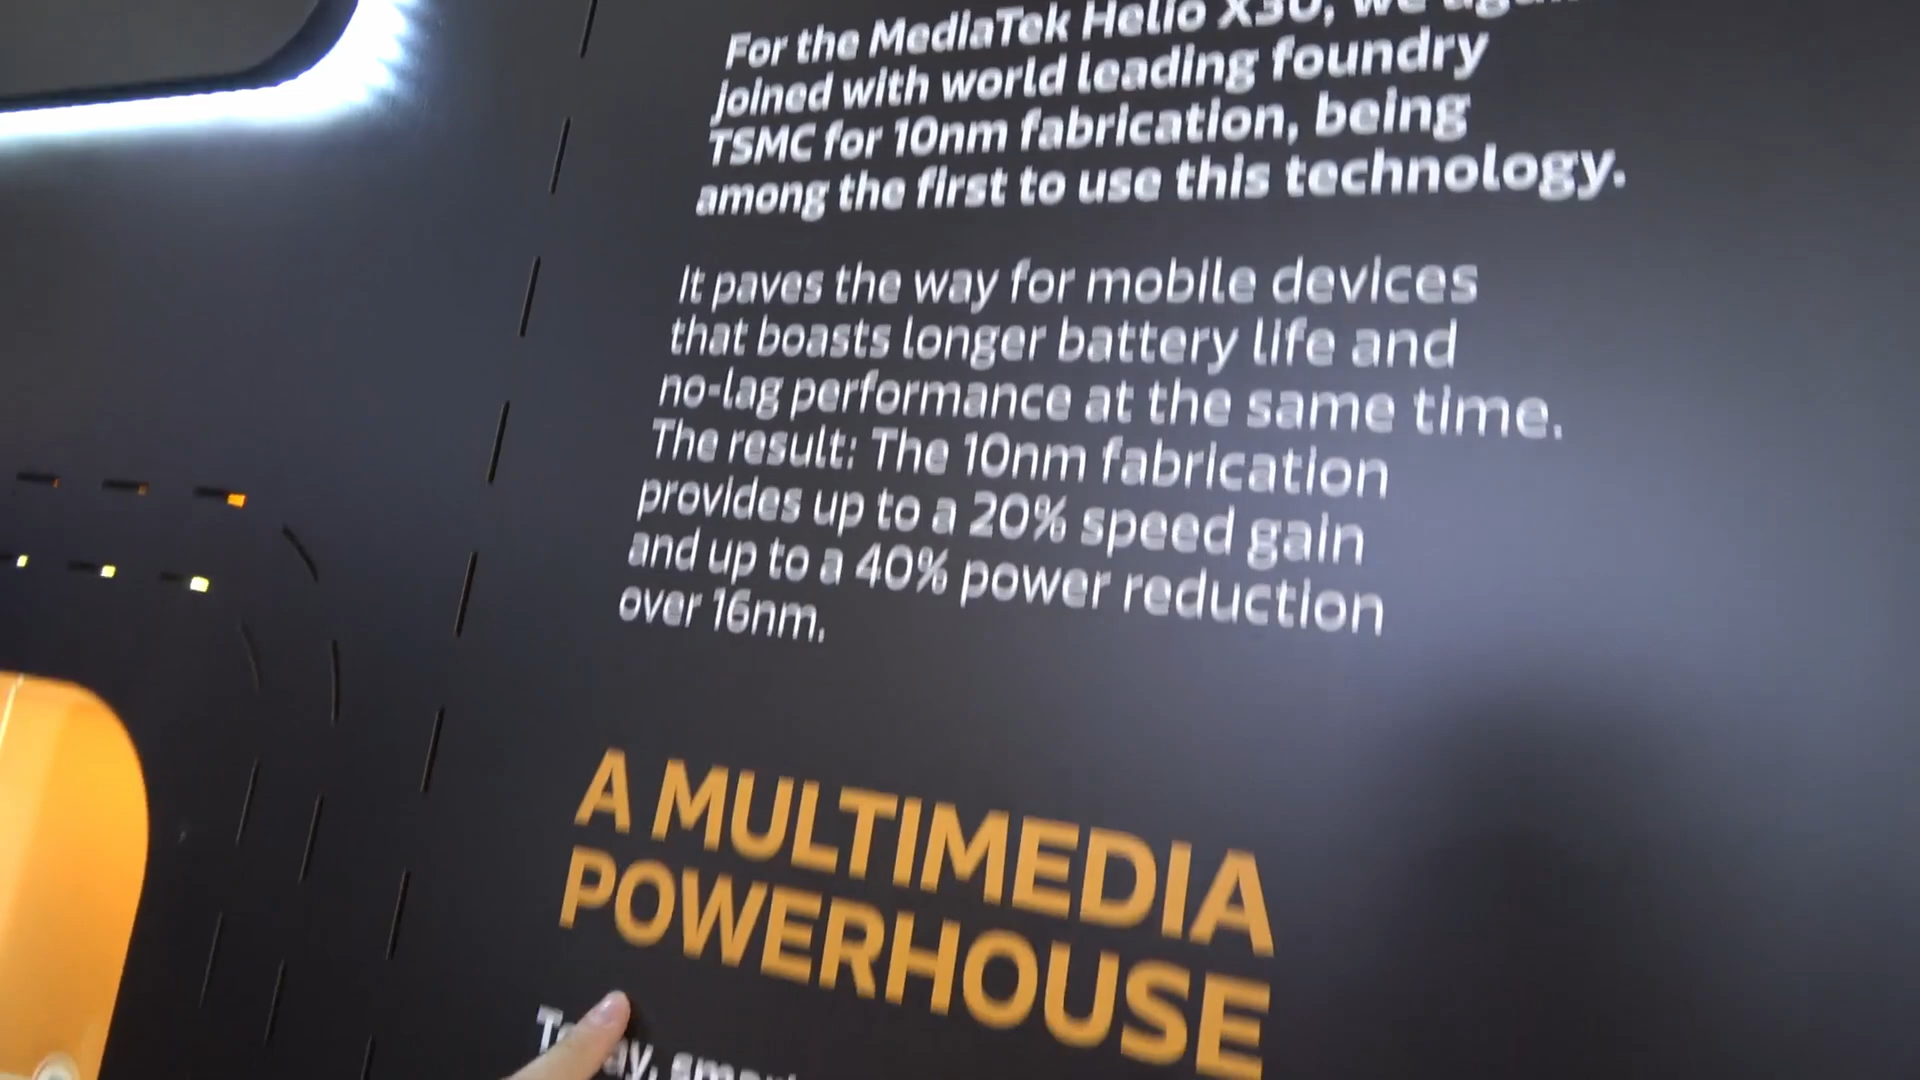 For the MediaTek Helio X30, we again
joined with world leading foundry
TSMC for 10nm fabrication, being
among the first to use this technology.
It paves the way for mobile devices
that boasts longer battery life and
no-lag performance at the same time.
The result: The 10nm fabrication
provides up to a 20% speed gain
and up to a 40% power reduction
over 16nm.
A MULTIMEDIA
POWERHOUSE